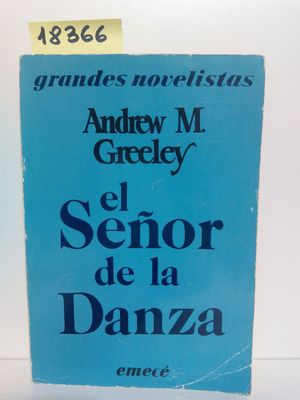 18366
grandes novelistas
Andrew M.
Greeley
el
Señor
de la
Danza
emecé